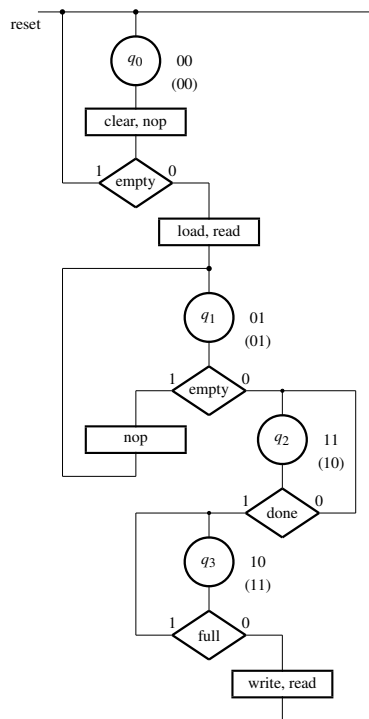 reset
q0 00
(00)
clear, nop
1 0
empty
load, read
q1 01
(01)
1 0
empty
nop
q2 11
(10)
1 0
done
q3 10
(11)
1 0
full
write, read